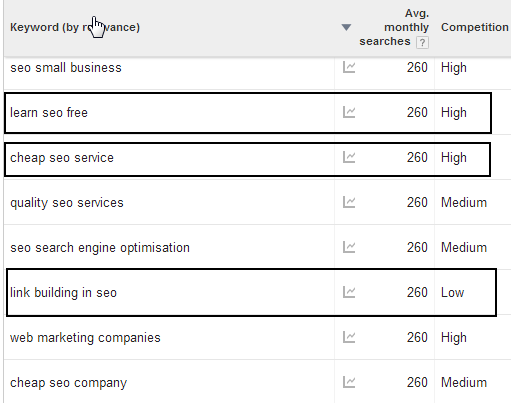 Avg.
Keyword (by relevance) monthly Competition
searches ?
seo small business 260 High
learn seo free 260 High
cheap seo service 260 High
quality seo services 260 Medium
seo search engine optimisation 260 Medium
link building in seo 260 Low
web marketing companies 260 High
cheap seo company 260 Medium